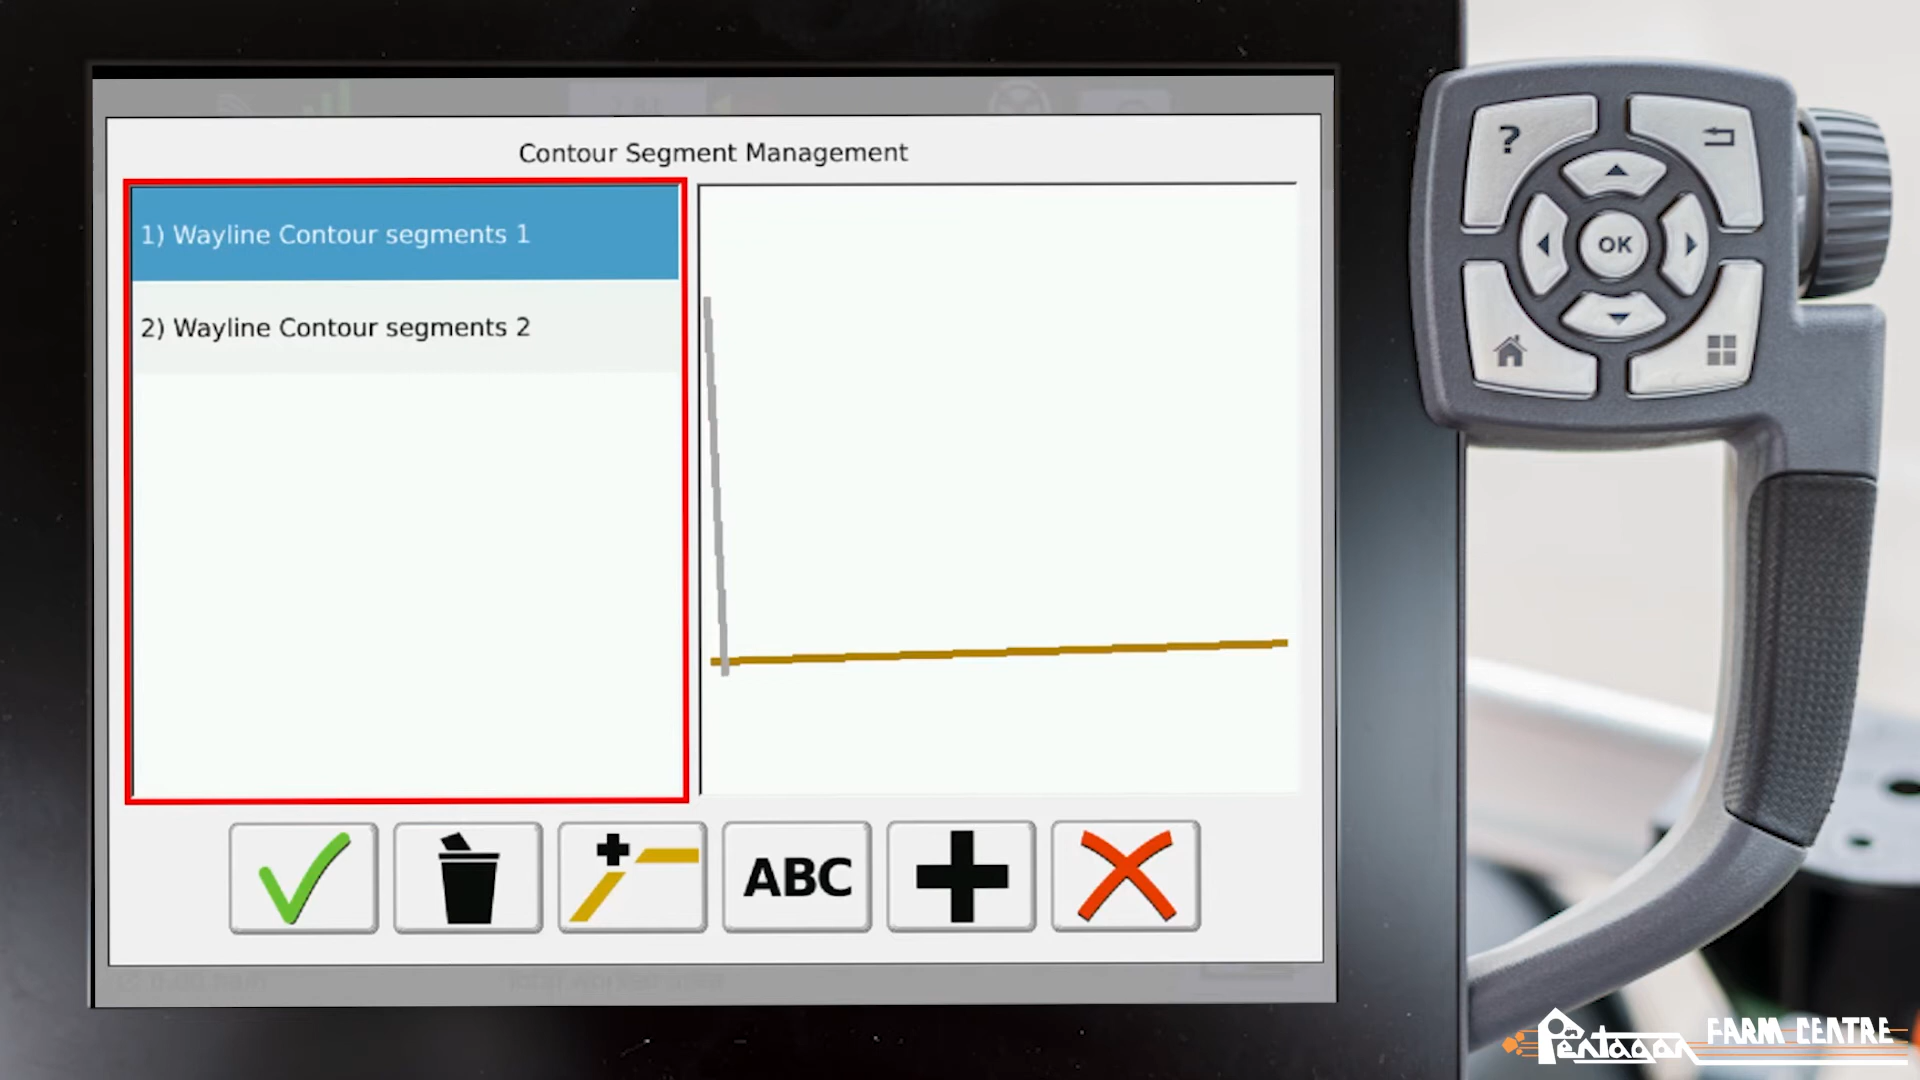 Contour Segment Management
1) Wayline Contour segments 1
2) Wayline Contour segments 2
ABC
?
OK
Pentagon FARM CENTRE